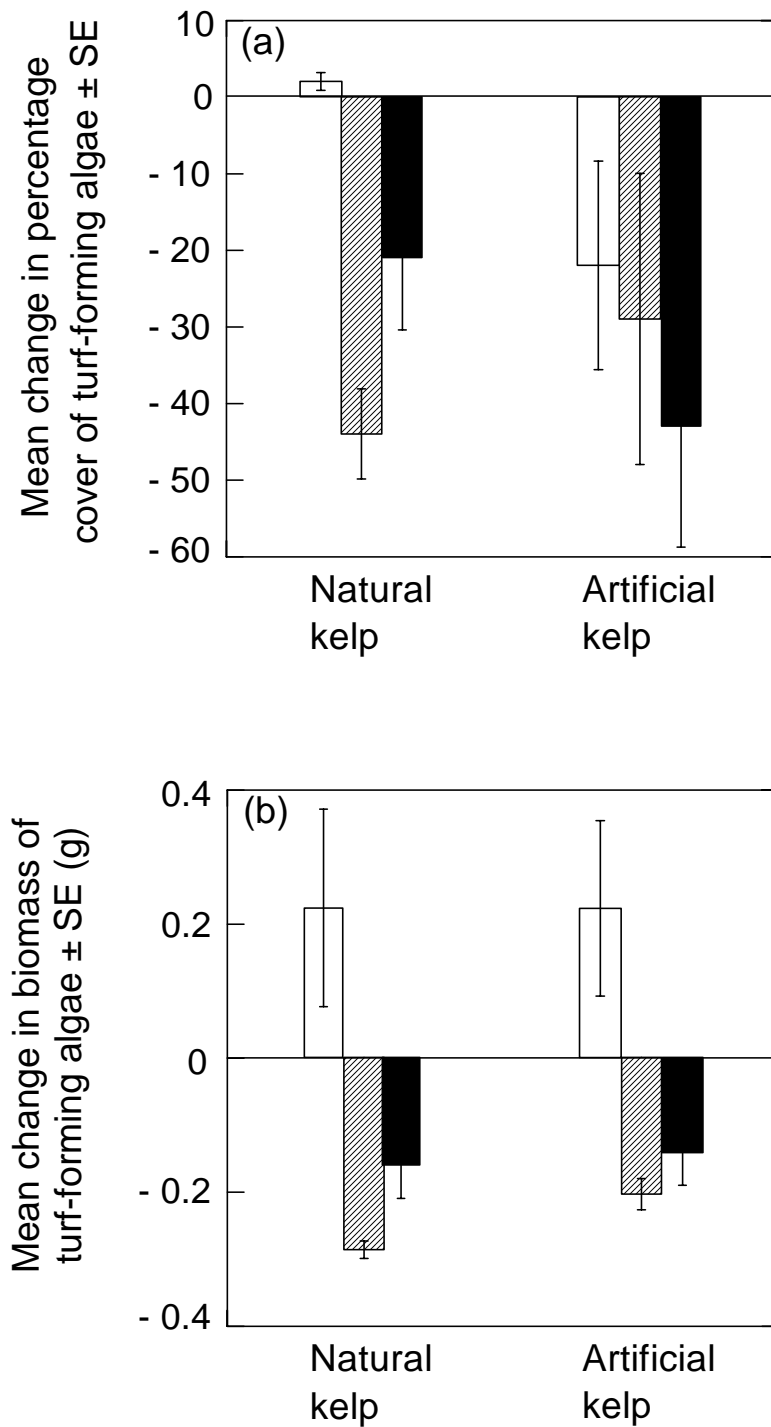 Mean change in percentage
cover of turf-forming algae ± SE
(a)
10
0
- 10
- 20
- 30
- 40
- 50
- 60
Natural
kelp
Artificial
kelp
Mean change in biomass of
turf-forming algae ± SE (g)
(b)
0.4
0.2
0
- 0.2
- 0.4
Natural
kelp
Artificial
kelp